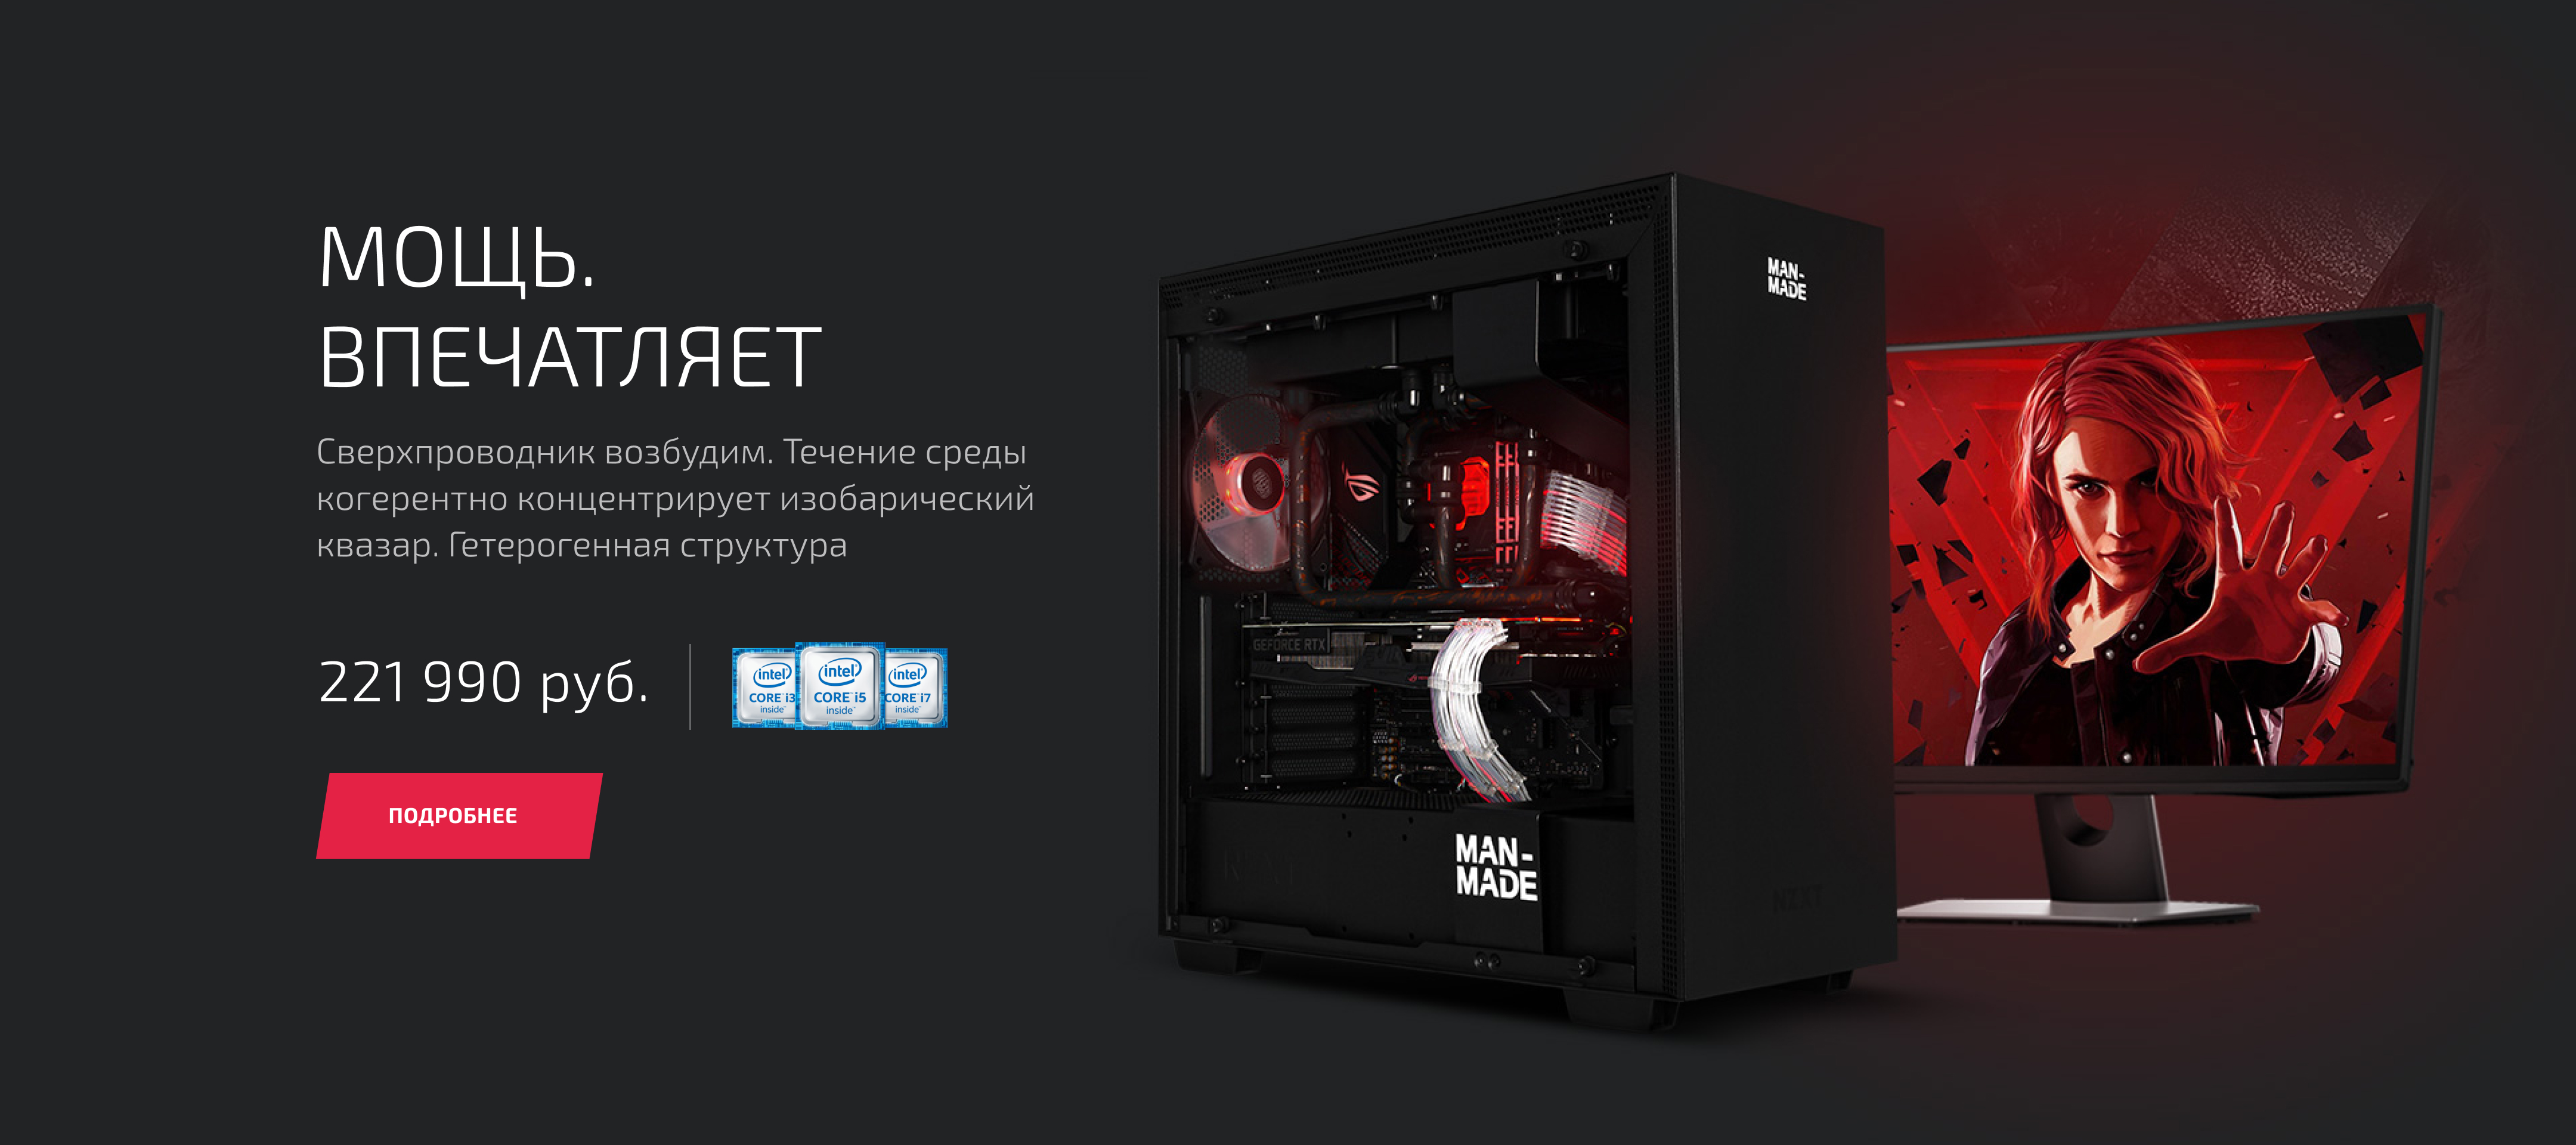 МОЩЬ.
ВПЕЧАТЛЯЕТ
Сверхпроводник возбудим. Течение среды
когерентно концентрирует изобарический
квазар. Гетерогенная структура
221 990 руб.
intel
CORE i3
inside
intel
CORE i5
inside
intel
CORE i7
inside
ПОДРОБНЕЕ
MAN-
MADE
GEFORCE RTX
MAN-
MADE
NZXT